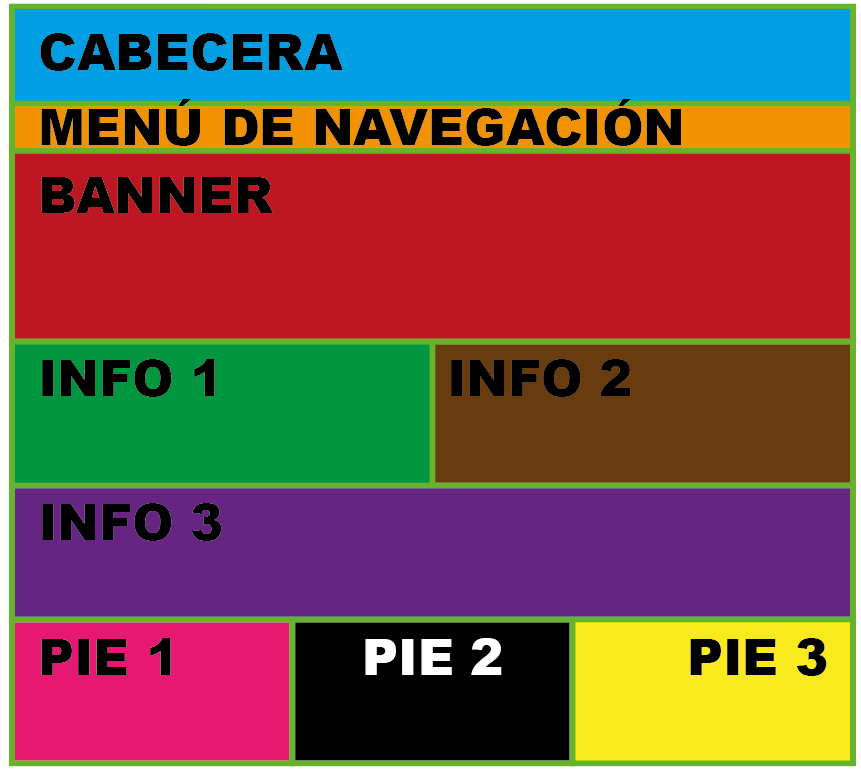 CABECERA
MENÚ DE NAVEGACIÓN
BANNER
INFO 1
INFO 2
INFO 3
PIE 1
PIE 2
PIE 3